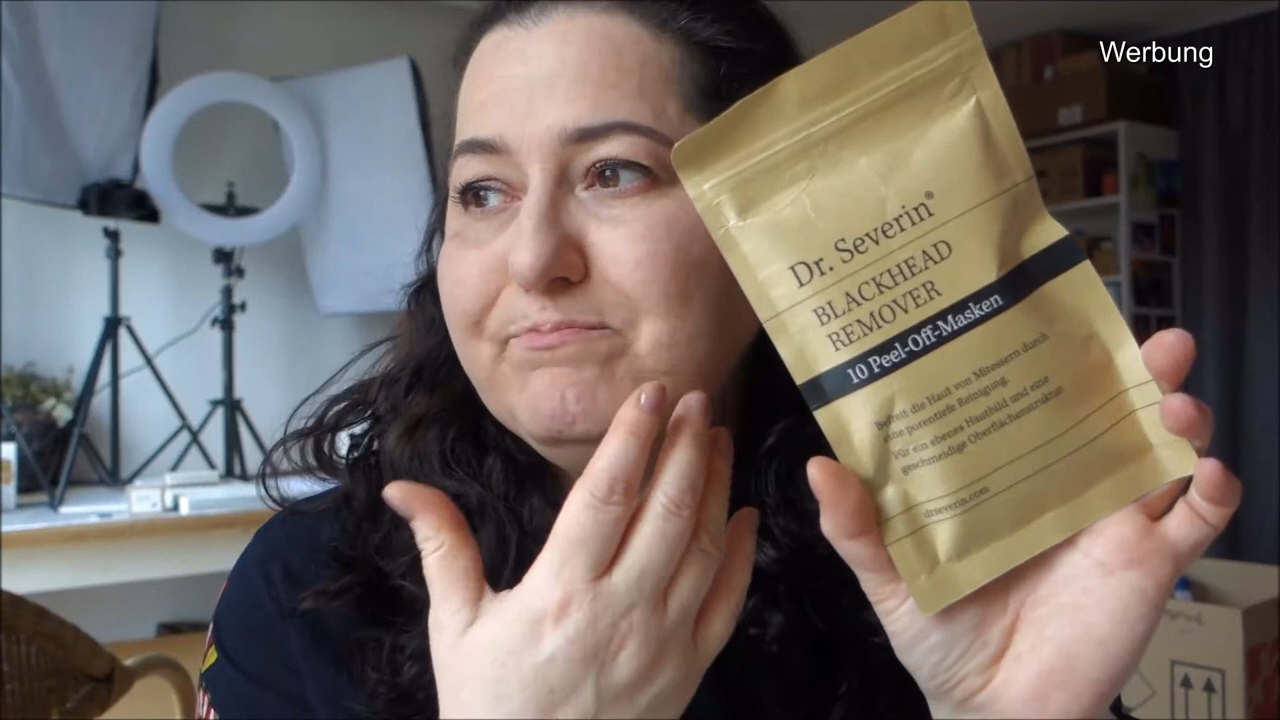 Werbung
Dr. Severin®
BLACKHEAD
REMOVER
10 Peel-Off-Masken
Befreit die Haut von Mitessern durch
eine porentiefe Reinigung.
Für ein ebenes Hautbild und eine
geschmeidige Oberflächenstruktur.
drseverin.com